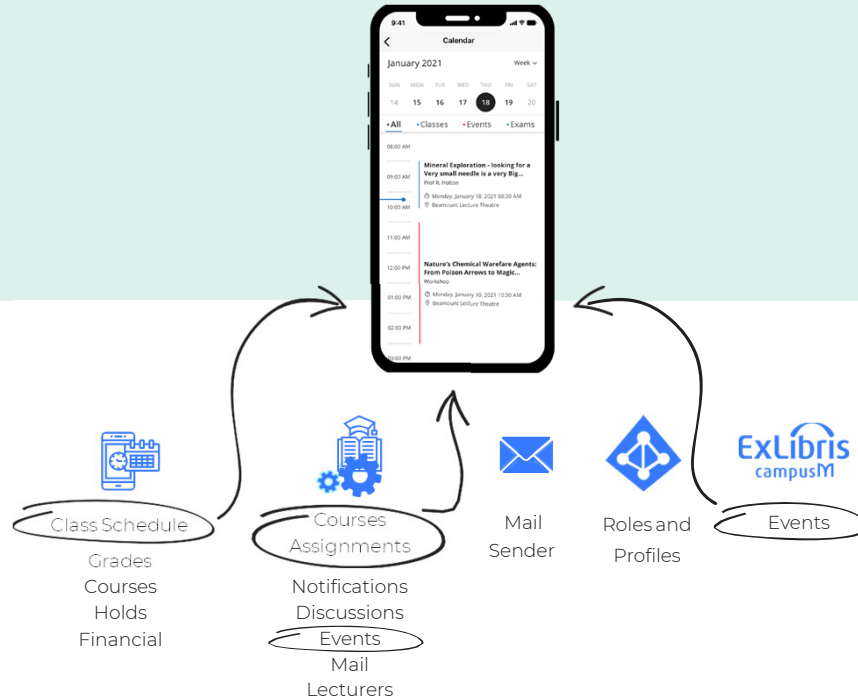 9:41
Calendar
January 2021
Week
SUN MON TUE WED THU FRI SAT
14 15 16 17 18 19 20
•All •Classes •Events •Exams
08:00 AM
Mineral Exploration - looking for a
Very small needle is a very Big...
09:00 AM
Prof R. Holton
Monday, January 18, 2021 08:30 AM
Beamount Lecture Theatre
10:00 AM
11:00 AM
Nature's Chemical Warefare Agents:
12:00 PM
From Poison Arrows to Magic...
Workshop
Monday, January 10, 2021 10:30 AM
01:00 PM
Beamount Lecture Theatre
02:00 PM
03:00 PM
ExLibris
campusM
Class Schedule
Grades
Courses
Holds
Financial
Courses
Assignments
Notifications
Discussions
Events
Mail
Lecturers
Mail
Sender
Roles and
Profiles
Events